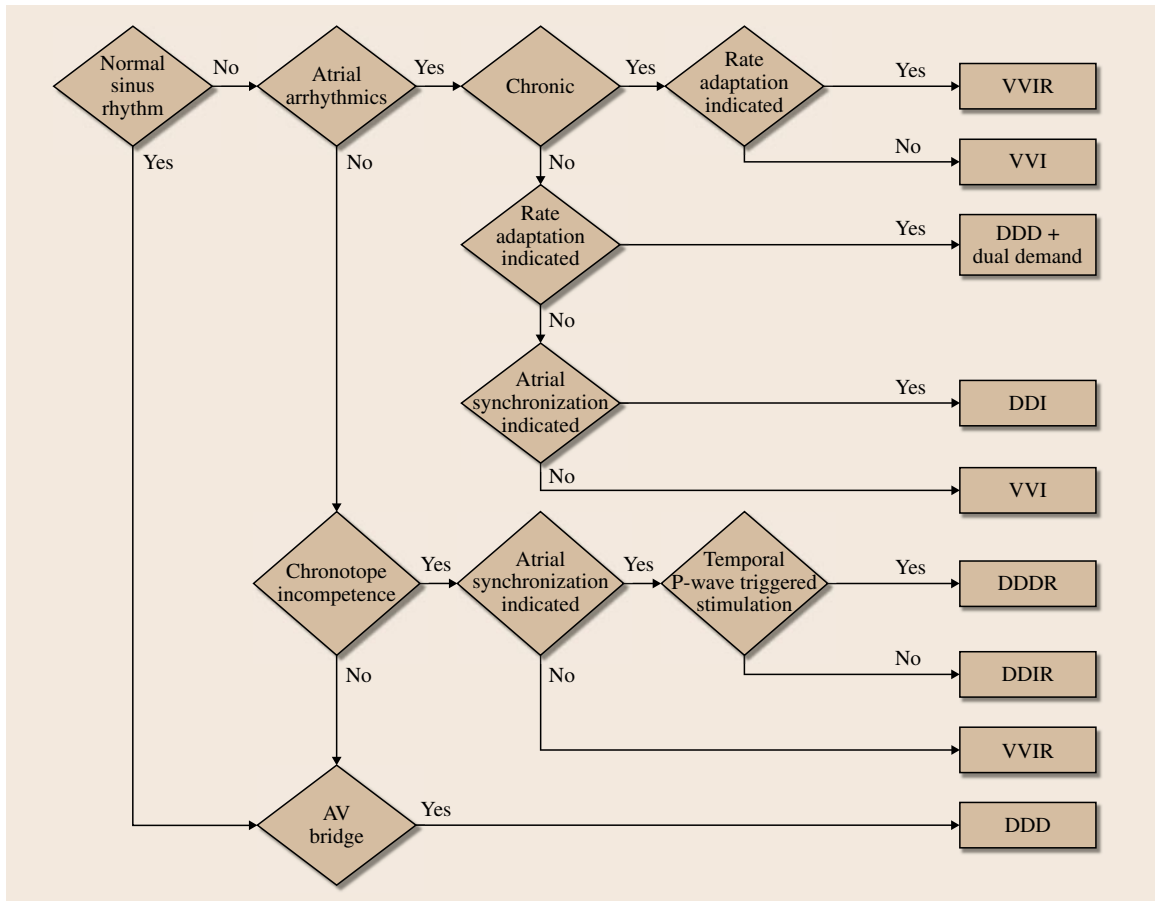 Normal
sinus
rhythm
No
Atrial
arrhythmics
Yes
Chronic
Yes
Rate
adaptation
indicated
Yes
VVIR
No
VVI
Yes
No
No
Rate
adaptation
indicated
Yes
DDD +
dual demand
No
Atrial
synchronization
indicated
Yes
DDI
No
VVI
Chronotope
incompetence
Yes
Atrial
synchronization
indicated
Yes
Temporal
P-wave triggered
stimulation
Yes
DDDR
No
DDIR
No
No
VVIR
AV
bridge
Yes
DDD